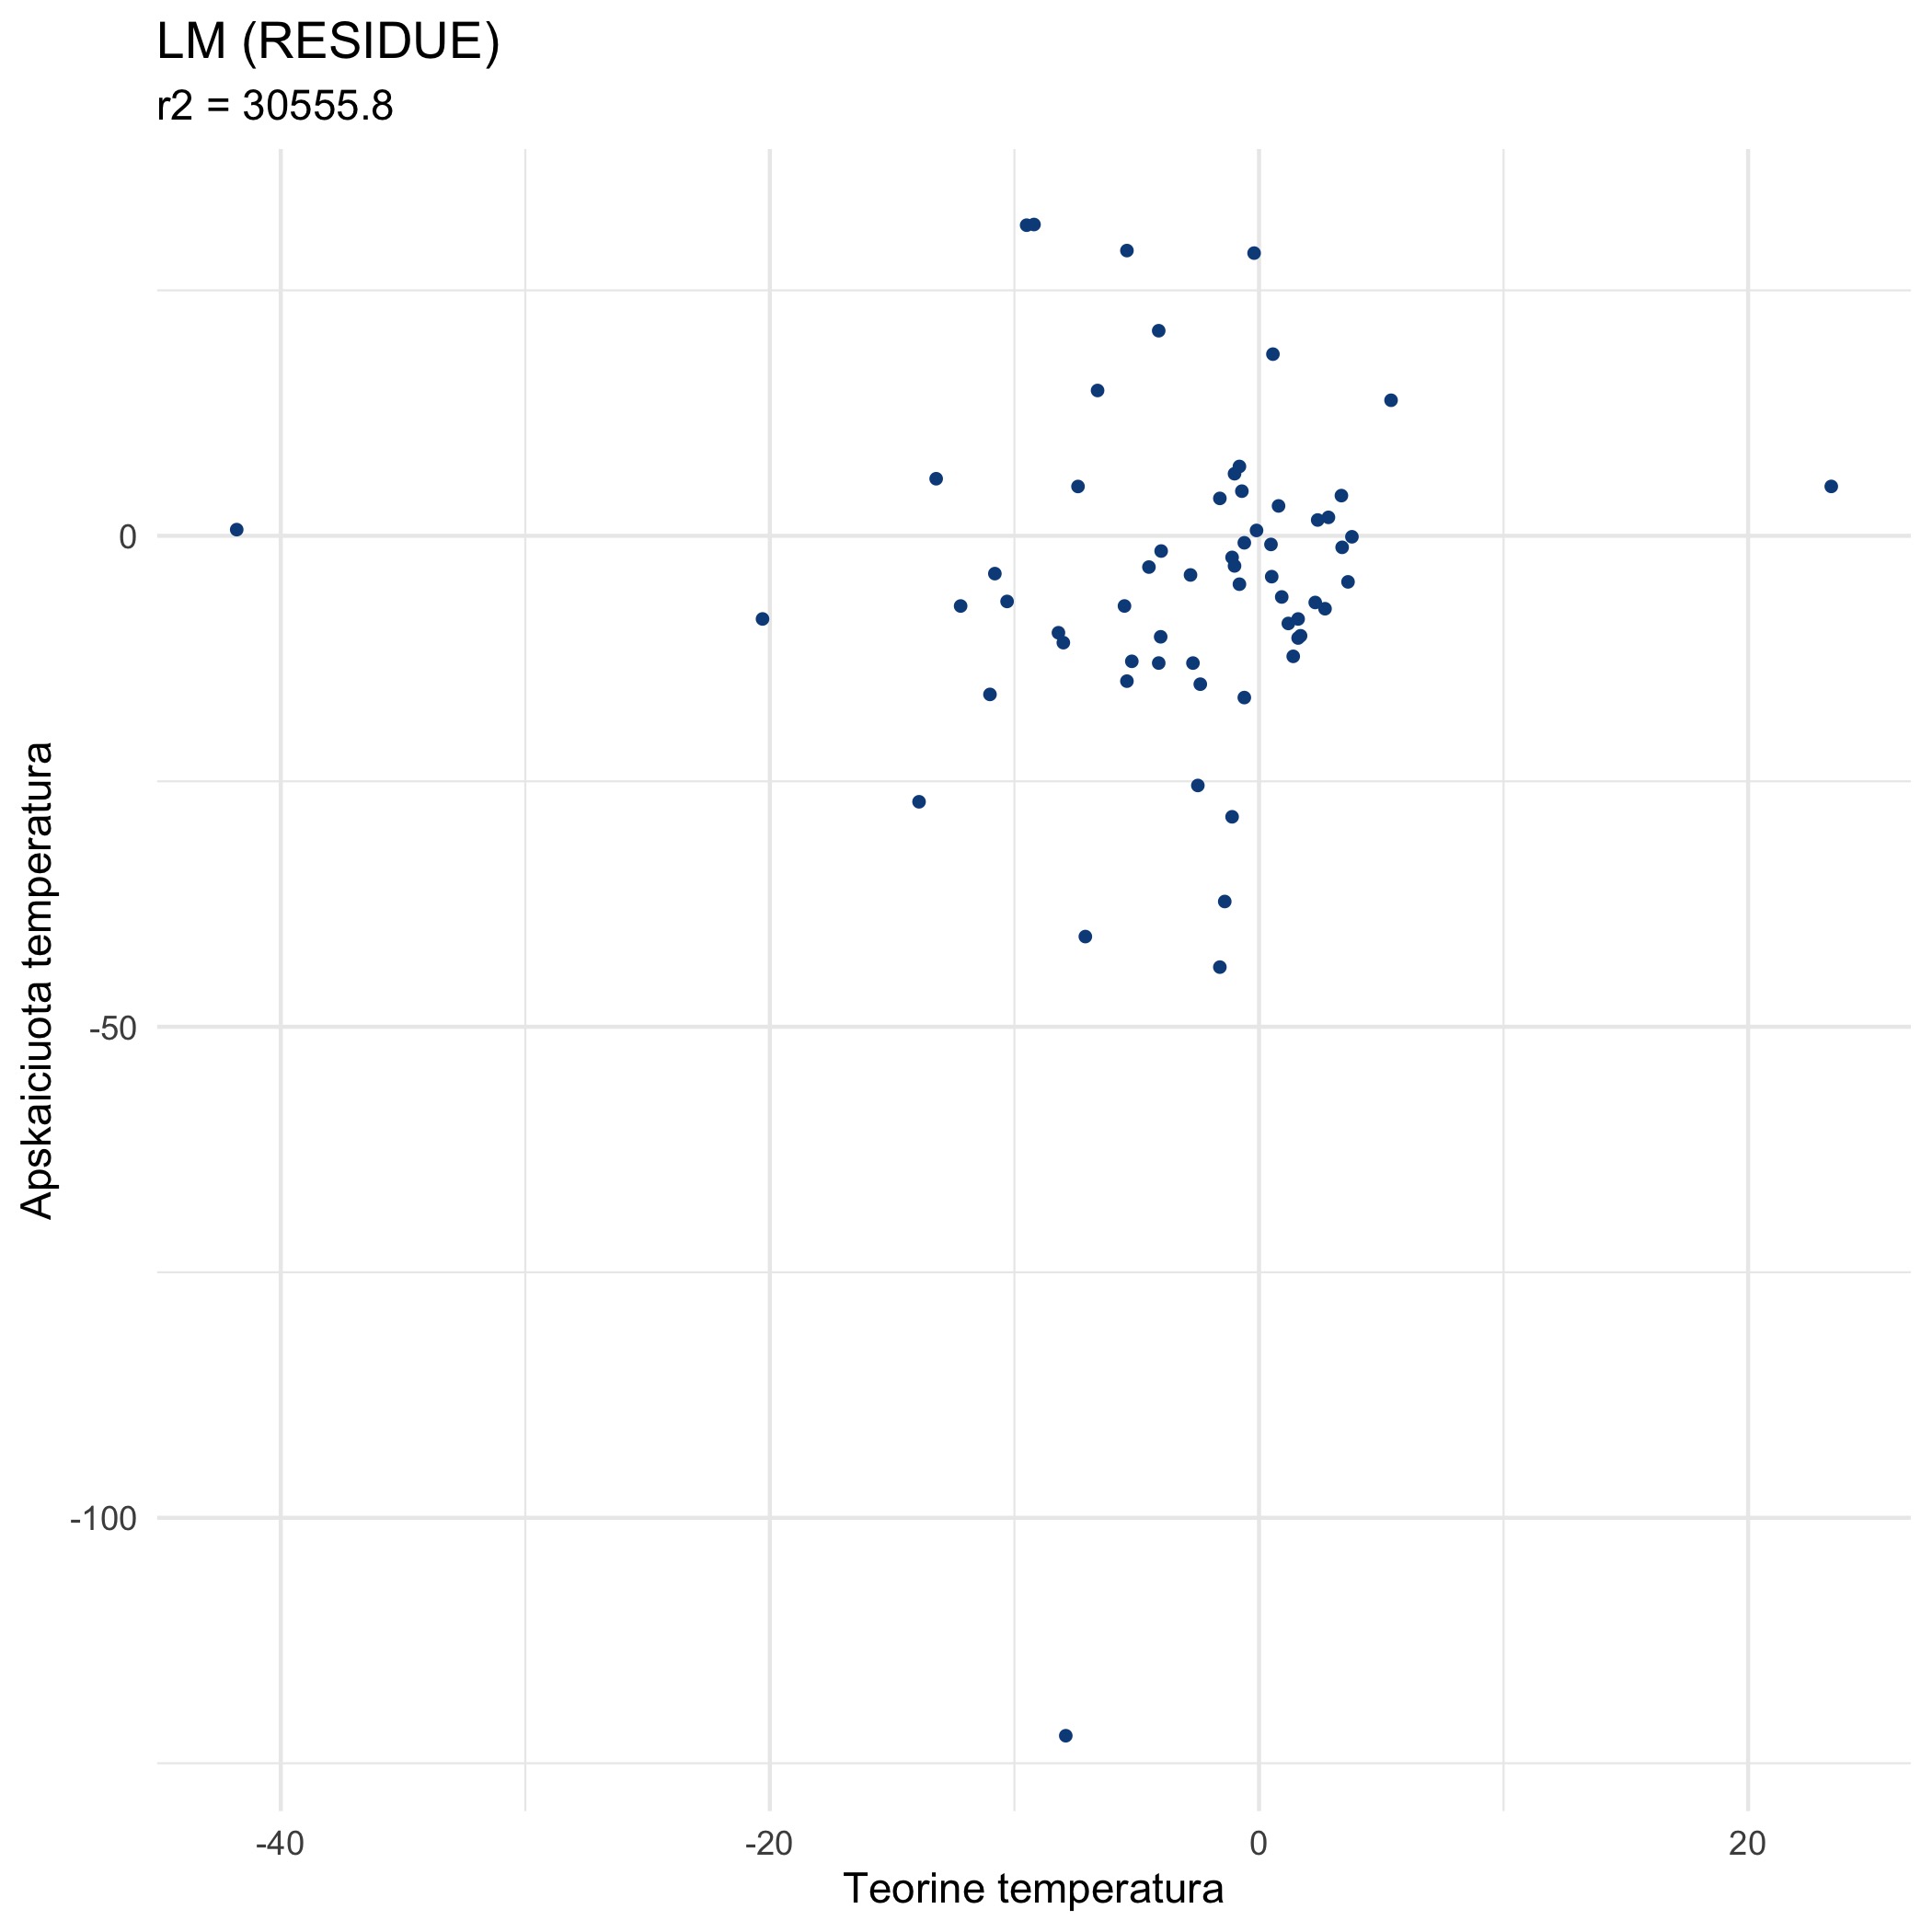 LM (RESIDUE)
r2 = 30555.8
Apskaiciuota temperatura
0
-50
-100
-40
-20
0
20
Teorine temperatura